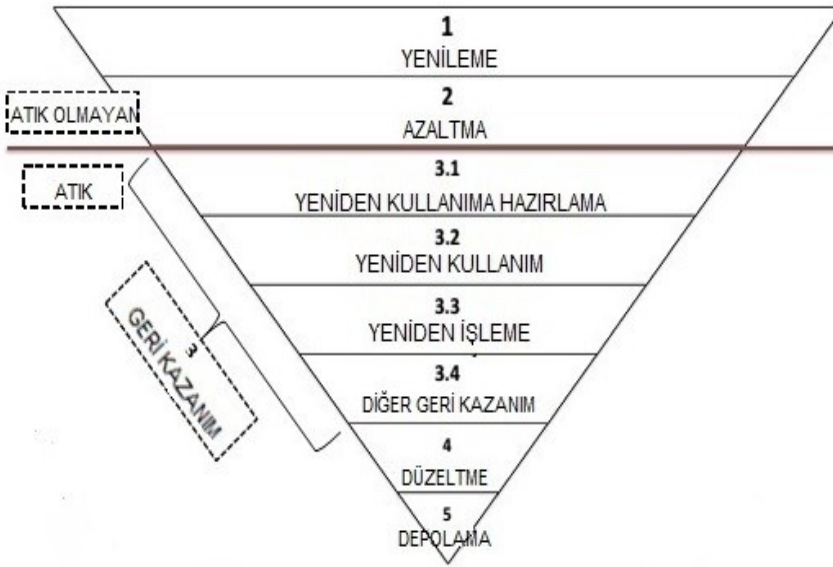 1
YENİLEME
2
ATIK OLMAYAN
AZALTMA
3.1
ATIK
YENİDEN KULLANIMA HAZIRLAMA
3.2
YENİDEN KULLANIM
3.3
YENİDEN İŞLEME
3
GERİ KAZANIM
3.4
DİĞER GERİ KAZANIM
4
DÜZELTME
5
DEPOLAMA